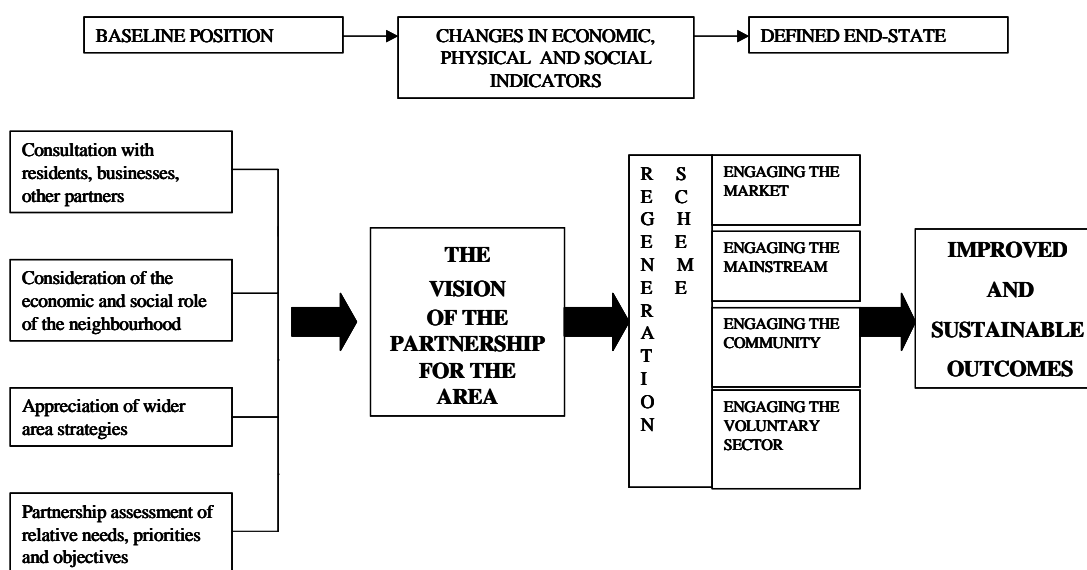 BASELINE POSITION
CHANGES IN ECONOMIC,
PHYSICAL AND SOCIAL
INDICATORS
DEFINED END-STATE
Consultation with
residents, businesses,
other partners
Consideration of the
economic and social role
of the neighbourhood
Appreciation of wider
area strategies
Partnership assessment of
relative needs, priorities
and objectives
THE
VISION
OF THE
PARTNERSHIP
FOR THE
AREA
REGENERATION
SCHEME
ENGAGING THE
MARKET
ENGAGING THE
MAINSTREAM
ENGAGING THE
COMMUNITY
ENGAGING THE
VOLUNTARY
SECTOR
IMPROVED
AND
SUSTAINABLE
OUTCOMES